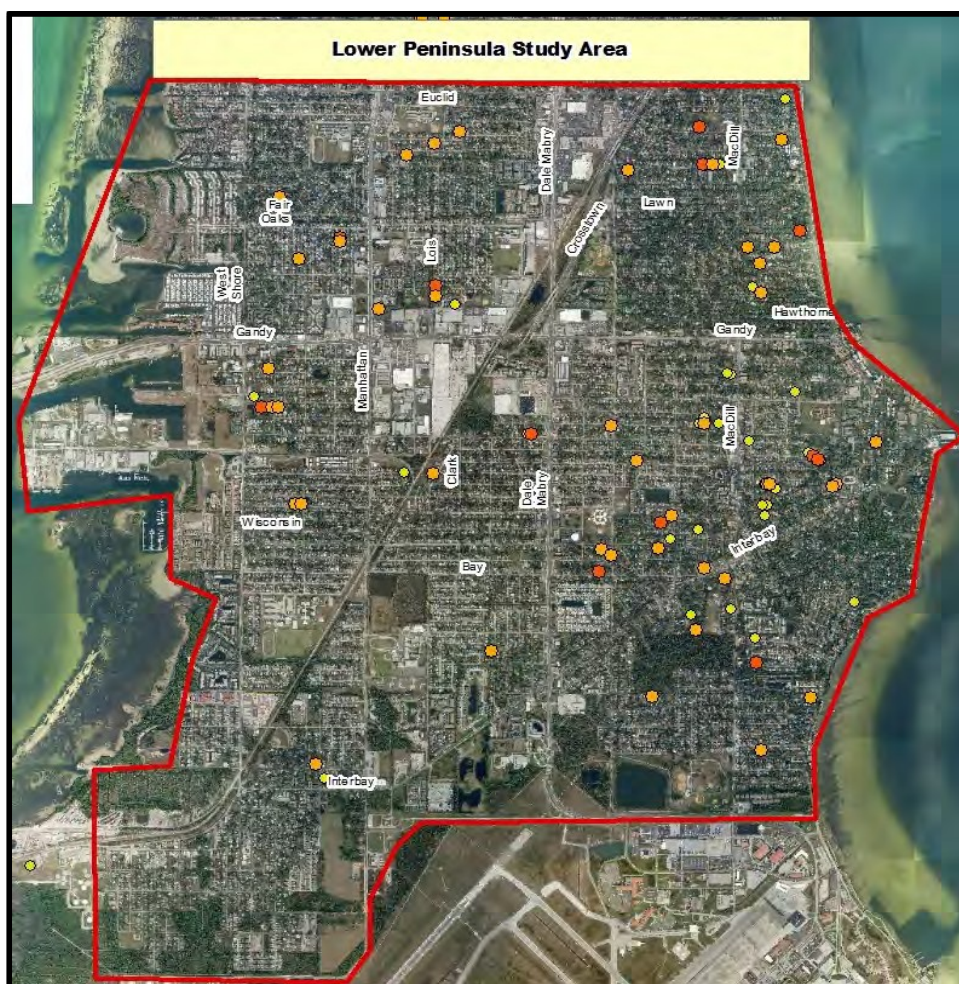 Lower Peninsula Study Area
Euclid
Dale Mabry
MacDill
Crosstown
Lawn
Fair
Oaks
Lois
West
Shore
Hawthorne
Gandy
Gandy
Manhattan
MacDill
Clark
Dale
Mabry
Wisconsin
Interbay
Bay
Interbay